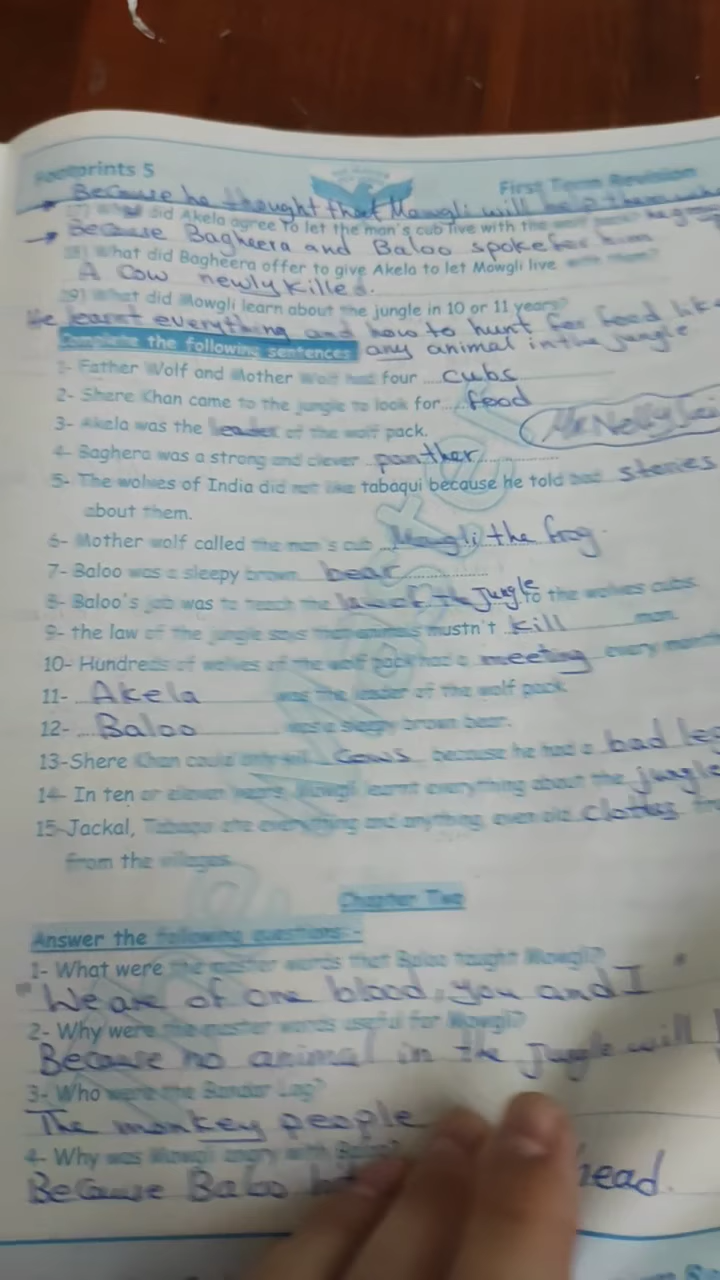 Footprints 5 First Term Revision
Because he thought that Mowgli will help them
did Akela agree to let the man's cub live with the
Because Bagheera and Baloo spoke for him
What did Bagheera offer to give Akela to let Mowgli live with them?
A Cow newly killed.
What did Mowgli learn about the jungle in 10 or 11 years?
He learnt everything and how to hunt for food like
any animal in the jungle
Complete the following sentences
1- Father Wolf and Mother Wolf had four cubs
2- Shere Khan came to the jungle to look for food
3- Akela was the leader of the wolf pack.
4- Baghera was a strong and clever panther
5- The wolves of India did not like tabaqui because he told bad stories
about them.
6- Mother wolf called the man's cub Mowgli the frog.
7- Baloo was a sleepy brown bear
8- Baloo's job was to teach the law of the jungle to the wolves cubs.
9- the law of the jungle says that animals mustn't kill man.
10- Hundreds of wolves of the wolf pack had a meeting every
11- Akela was the leader of the wolf pack
12- Baloo was a sleepy brown bear.
13-Shere Khan could only kill cows because he had a bad leg
14- In ten or eleven years, Mowgli learnt everything about the jungle
15-Jackal, Tabaqui ate everything and anything, even old clothes
from the villages.
Chapter Two
Answer the following questions:-
1- What were the master words that Baloo taught Mowgli?
"We are of one blood, you and I"
2- Why were the master words useful for Mowgli?
Because no animal in the jungle will
3- Who were the Bandar Log?
The monkey people
4- Why was Mowgli angry with Baloo?
Because Baloo head.